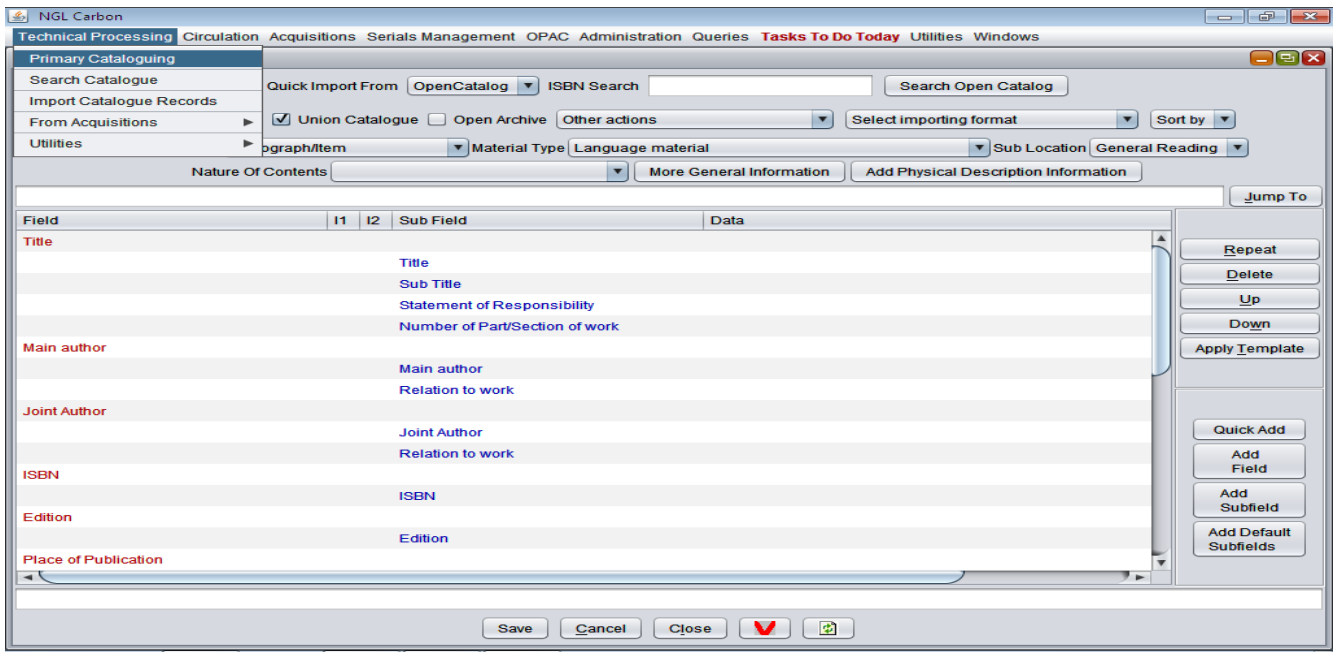 NGL Carbon
Technical Processing Circulation Acquisitions Serials Management OPAC Administration Queries Tasks To Do Today Utilities Windows
Primary Cataloguing
Search Catalogue
Import Catalogue Records
From Acquisitions
Utilities
Quick Import From OpenCatalog ISBN Search Search Open Catalog
Union Catalogue Open Archive Other actions Select importing format Sort by
ograph/Item Material Type Language material Sub Location General Reading
Nature Of Contents More General Information Add Physical Description Information
Jump To
Field I1 I2 Sub Field Data
Title
Title
Sub Title
Statement of Responsibility
Number of Part/Section of work
Main author
Main author
Relation to work
Joint Author
Joint Author
Relation to work
ISBN
ISBN
Edition
Edition
Place of Publication
Repeat
Delete
Up
Down
Apply Template
Quick Add
Add
Field
Add
Subfield
Add Default
Subfields
Save Cancel Close